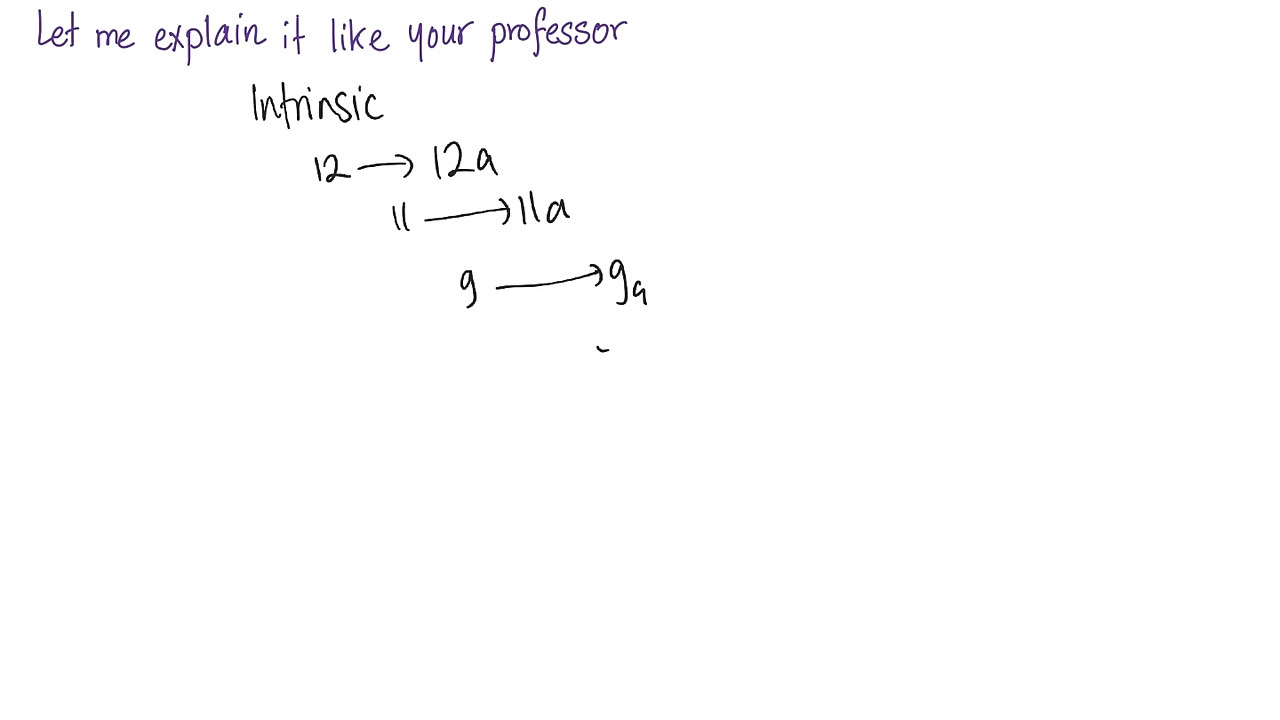 Let me explain it like your professor
Intrinsic
12 → 12a
11 → 11a
9 → 9a